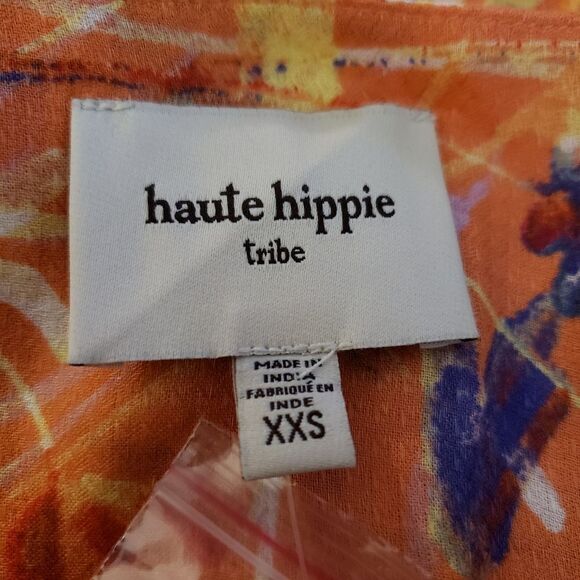 haute hippie
tribe
MADE IN
INDIA
FABRIQUÉ EN
INDE
XXS